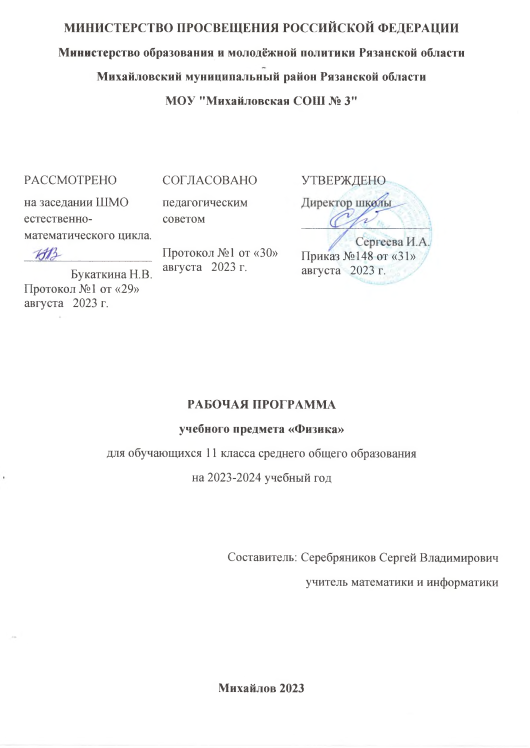 МИНИСТЕРСТВО ПРОСВЕЩЕНИЯ РОССИЙСКОЙ ФЕДЕРАЦИИ
Министерство образования и молодёжной политики Рязанской области
Михайловский муниципальный район Рязанской области
МОУ "Михайловская СОШ № 3"
РАССМОТРЕНО
на заседании ШМО
естественно-
математического цикла.
Букаткина Н.В.
Протокол №1 от «29»
августа 2023 г.
СОГЛАСОВАНО
педагогическим
советом
Протокол №1 от «30»
августа 2023 г.
УТВЕРЖДЕНО
Директор школы
Сергеева И.А.
Приказ №148 от «31»
августа 2023 г.
РАБОЧАЯ ПРОГРАММА
учебного предмета «Физика»
для обучающихся 11 класса среднего общего образования
на 2023-2024 учебный год
Составитель: Серебряников Сергей Владимирович
учитель математики и информатики
Михайлов 2023